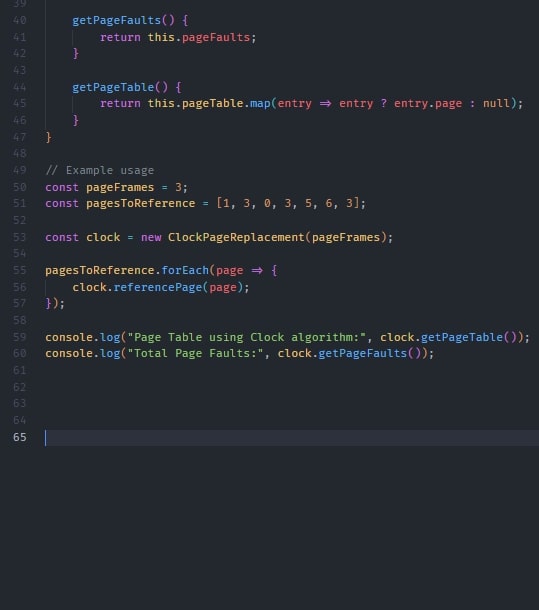 39
40 getPageFaults() {
41 return this.pageFaults;
42 }
43
44 getPageTable() {
45 return this.pageTable.map(entry ⇒ entry ? entry.page : null);
46 }
47 }
48
49 // Example usage
50 const pageFrames = 3;
51 const pagesToReference = [1, 3, 0, 3, 5, 6, 3];
52
53 const clock = new ClockPageReplacement(pageFrames);
54
55 pagesToReference.forEach(page ⇒ {
56 clock.referencePage(page);
57 });
58
59 console.log("Page Table using Clock algorithm:", clock.getPageTable());
60 console.log("Total Page Faults:", clock.getPageFaults());
61
62
63
64
65